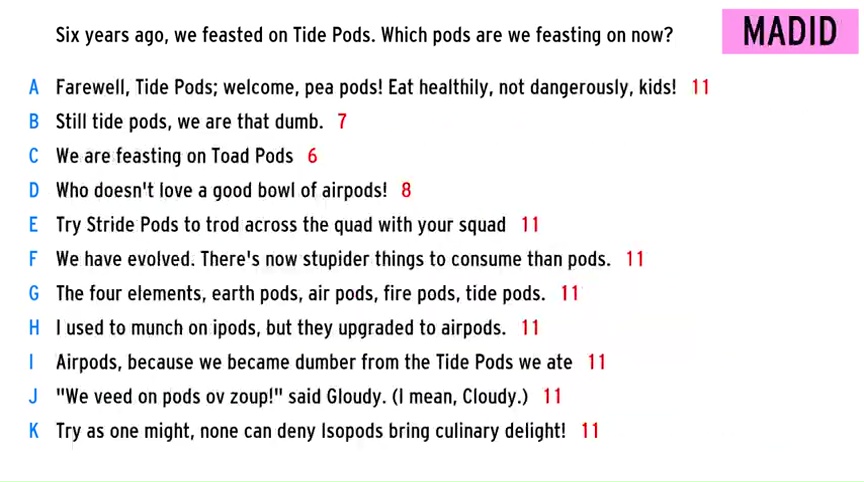 Six years ago, we feasted on Tide Pods. Which pods are we feasting on now?
MADID
A Farewell, Tide Pods; welcome, pea pods! Eat healthily, not dangerously, kids! 11
B Still tide pods, we are that dumb. 7
C We are feasting on Toad Pods 6
D Who doesn't love a good bowl of airpods! 8
E Try Stride Pods to trod across the quad with your squad 11
F We have evolved. There's now stupider things to consume than pods. 11
G The four elements, earth pods, air pods, fire pods, tide pods. 11
H I used to munch on ipods, but they upgraded to airpods. 11
I Airpods, because we became dumber from the Tide Pods we ate 11
J "We veed on pods ov zoup!" said Gloudy. (I mean, Cloudy.) 11
K Try as one might, none can deny Isopods bring culinary delight! 11